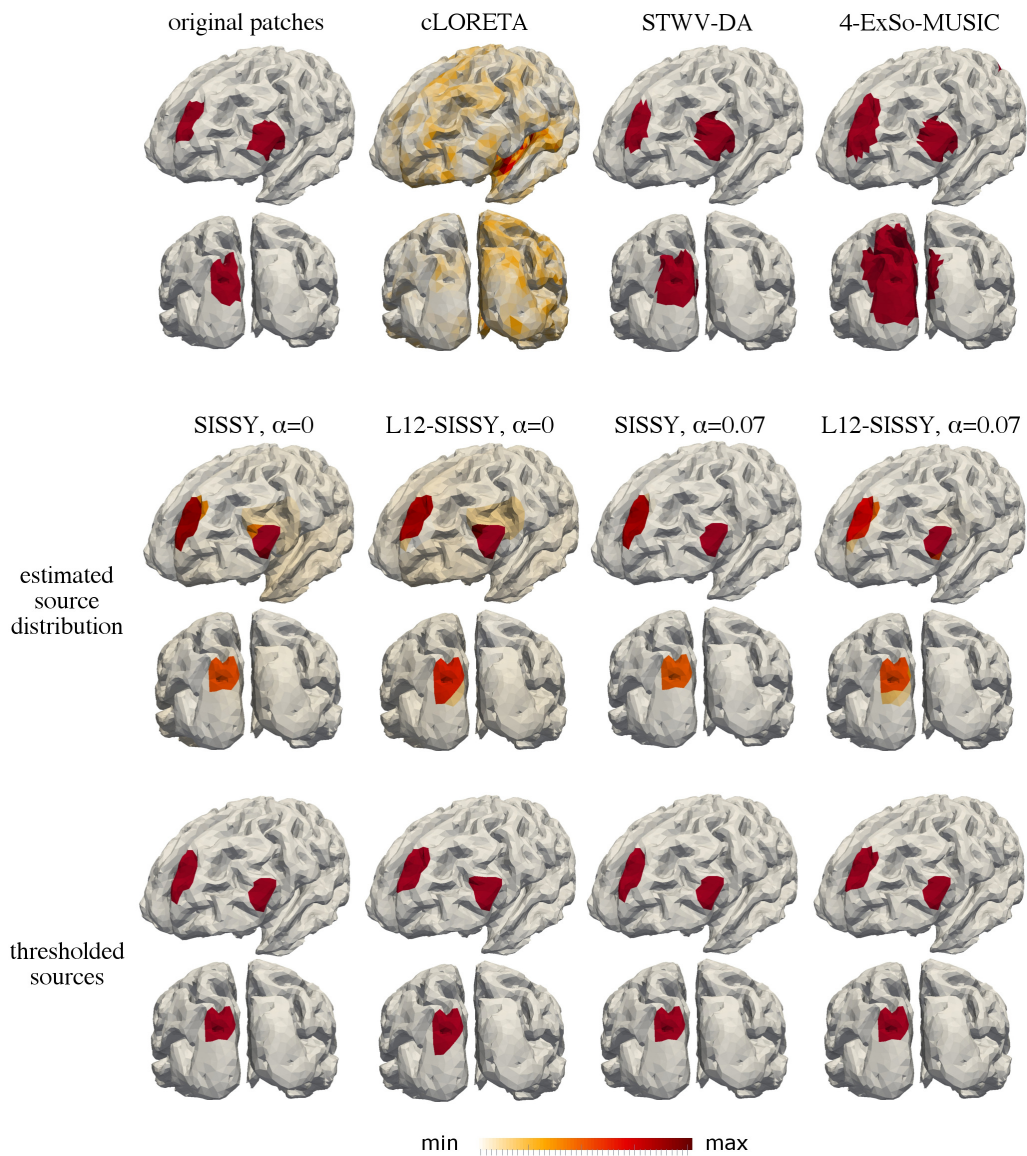 original patches
cLORETA
STWV-DA
4-ExSo-MUSIC
SISSY, α=0
L12-SISSY, α=0
SISSY, α=0.07
L12-SISSY, α=0.07
estimated
source
distribution
thresholded
sources
min
max